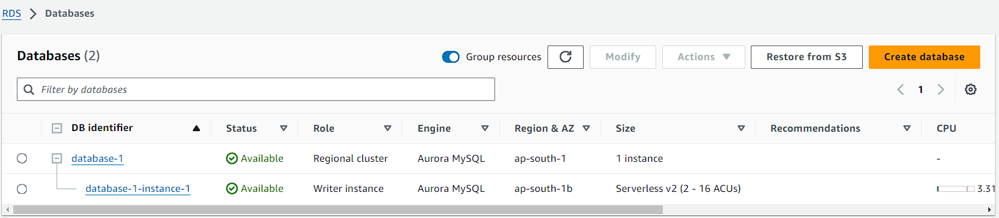 RDS > Databases
Databases (2) Group resources Modify Actions Restore from S3 Create database
Filter by databases 1
DB identifier Status Role Engine Region & AZ Size Recommendations CPU
database-1 Available Regional cluster Aurora MySQL ap-south-1 1 instance -
database-1-instance-1 Available Writer instance Aurora MySQL ap-south-1b Serverless v2 (2 - 16 ACUs) 3.31